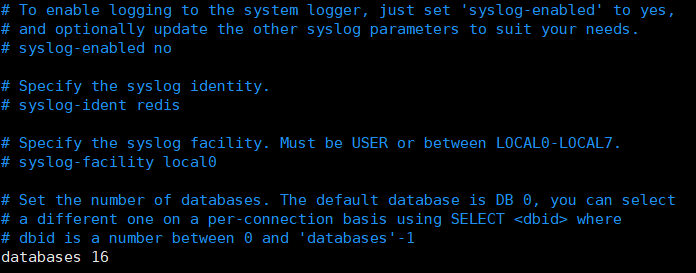 # To enable logging to the system logger, just set 'syslog-enabled' to yes,
# and optionally update the other syslog parameters to suit your needs.
# syslog-enabled no
# Specify the syslog identity.
# syslog-ident redis
# Specify the syslog facility. Must be USER or between LOCAL0-LOCAL7.
# syslog-facility local0
# Set the number of databases. The default database is DB 0, you can select
# a different one on a per-connection basis using SELECT <dbid> where
# dbid is a number between 0 and 'databases'-1
databases 16